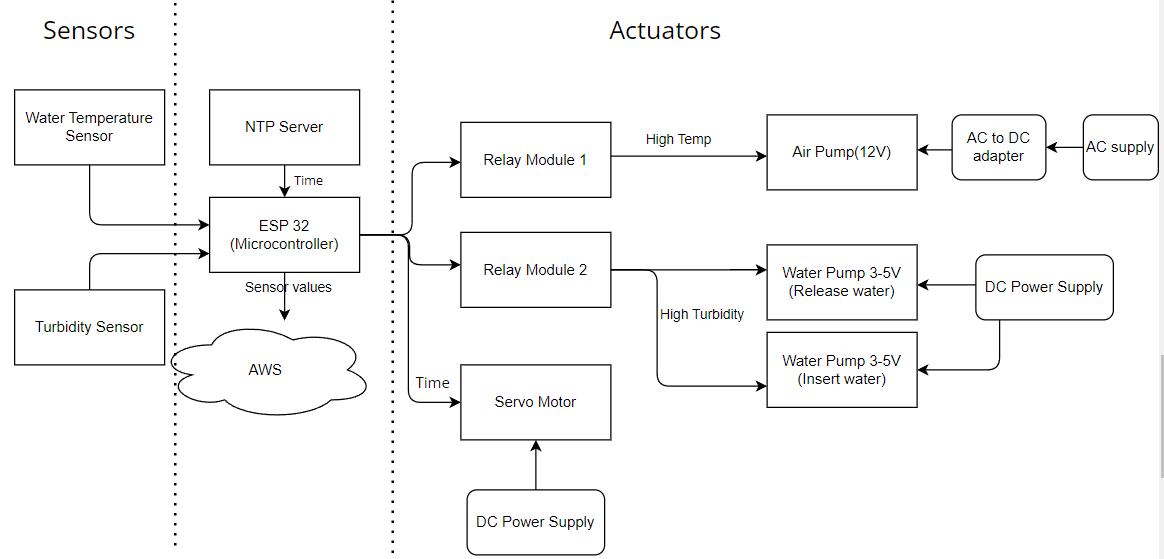 Sensors
Actuators
Water Temperature
Sensor
NTP Server
Time
ESP 32
(Microcontroller)
Sensor values
Turbidity Sensor
AWS
Relay Module 1
High Temp
Air Pump(12V)
AC to DC
adapter
AC supply
Relay Module 2
High Turbidity
Water Pump 3-5V
(Release water)
DC Power Supply
Water Pump 3-5V
(Insert water)
Time
Servo Motor
DC Power Supply